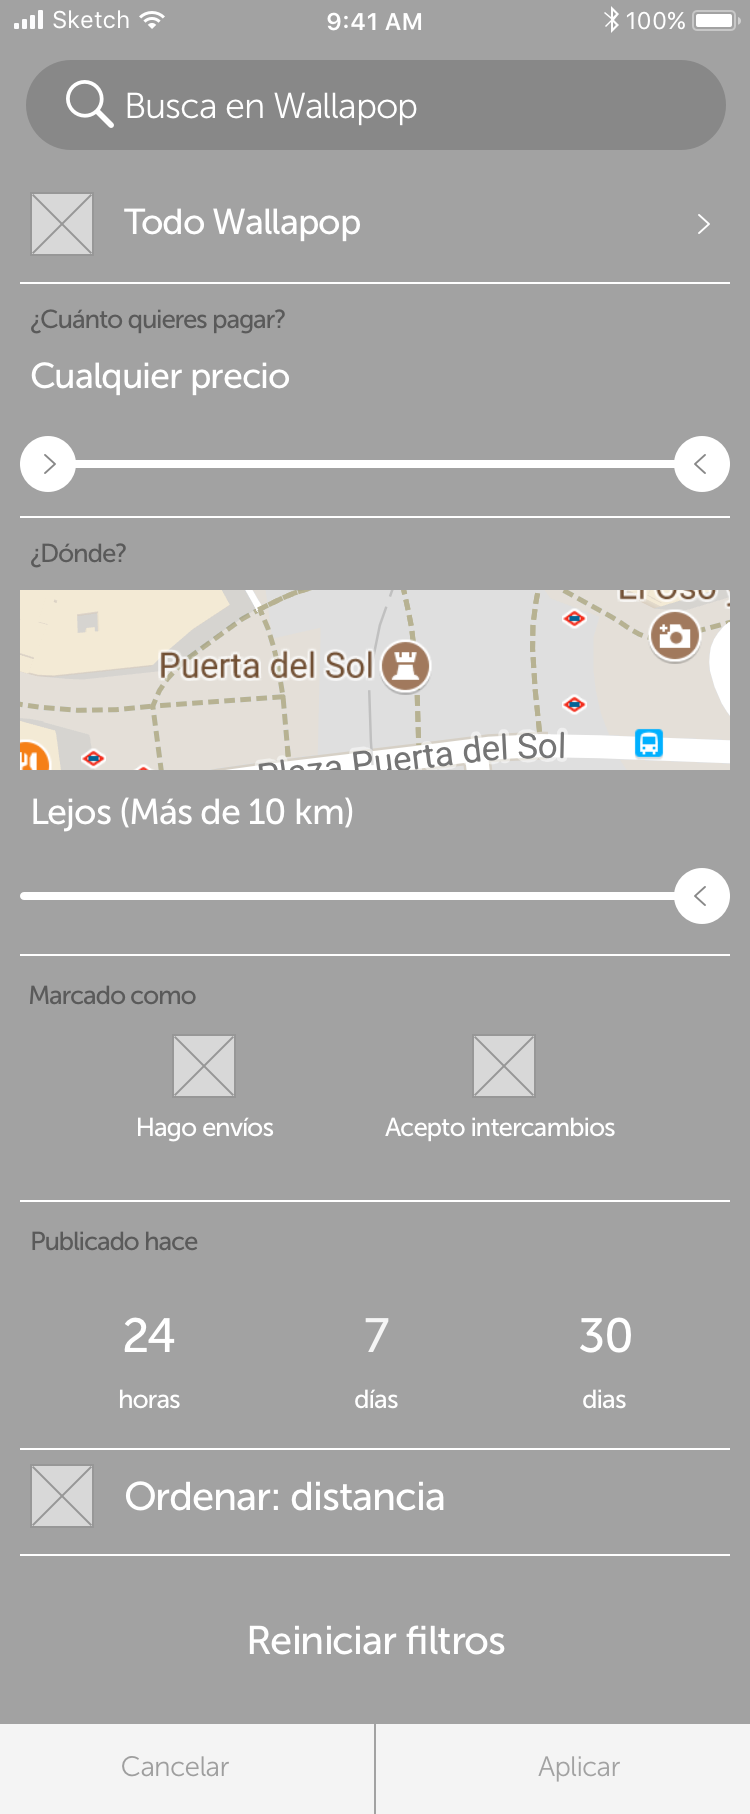 Sketch 9:41 AM 100%
Busca en Wallapop
Todo Wallapop
¿Cuánto quieres pagar?
Cualquier precio
¿Dónde?
El Oso
Puerta del Sol
Plaza Puerta del Sol
Lejos (Más de 10 km)
Marcado como
Hago envíos Acepto intercambios
Publicado hace
24 7 30
horas días dias
Ordenar: distancia
Reiniciar filtros
Cancelar Aplicar